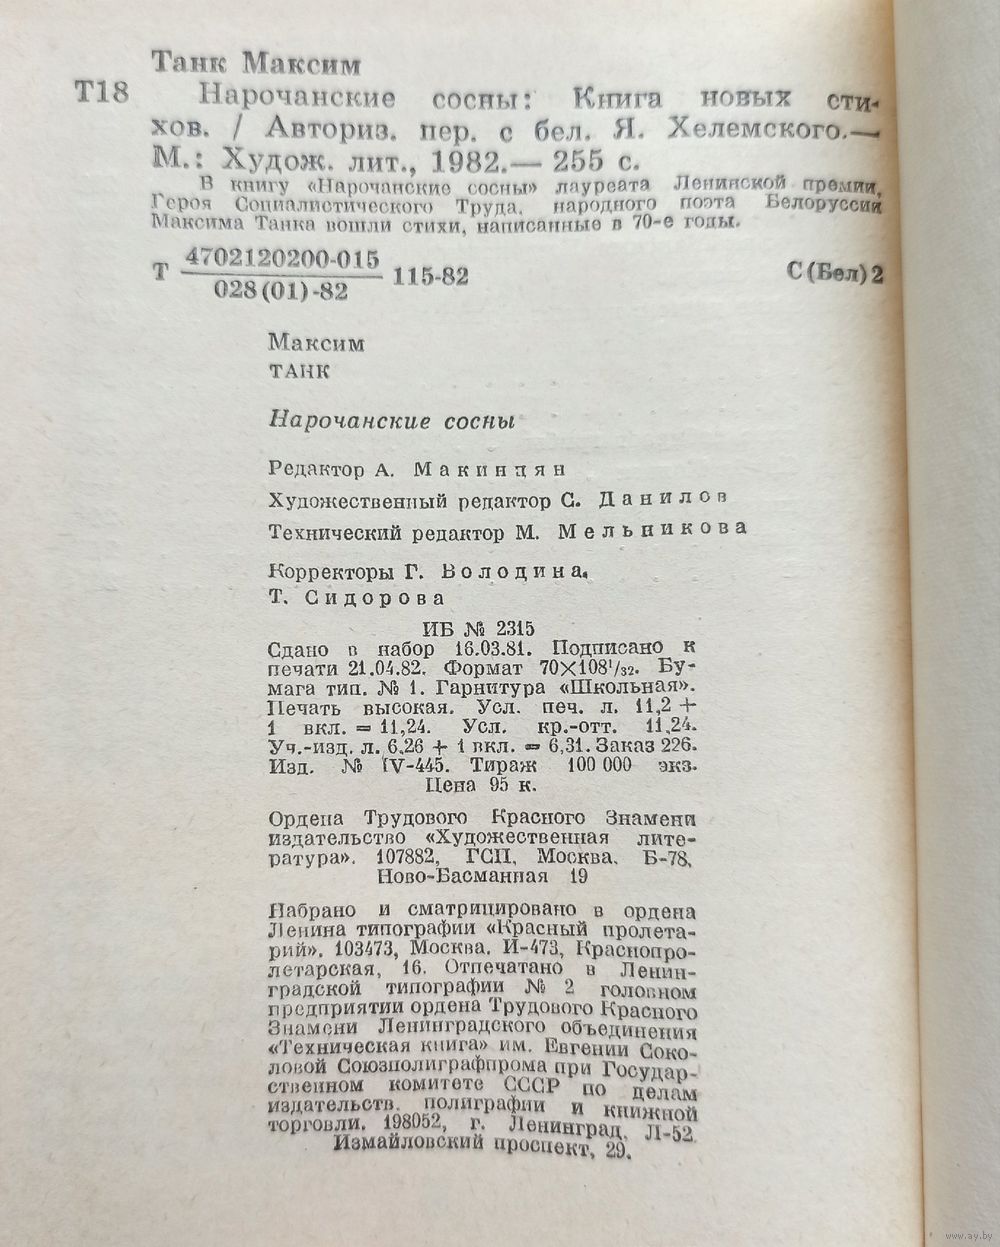 Танк Максим
Т18 Нарочанские сосны: Книга новых сти-
хов. / Авториз. пер. с бел. Я. Хелемского.—
М.: Худож. лит., 1982.— 255 с.
В книгу «Нарочанские сосны» лауреата Ленинской премии,
Героя Социалистического Труда, народного поэта Белоруссии
Максима Танка вошли стихи, написанные в 70-е годы.
Т 4702120200-015 115-82 С(Бел)2
028(01)-82
Максим
ТАНК
Нарочанские сосны
Редактор А. Макинцян
Художественный редактор С. Данилов
Технический редактор М. Мельникова
Корректоры Г. Володина,
Т. Сидорова
ИБ № 2315
Сдано в набор 16.03.81. Подписано к
печати 21.04.82. Формат 70×108¹/₃₂. Бу-
мага тип. № 1. Гарнитура «Школьная».
Печать высокая. Усл. печ. л. 11,2 +
1 вкл. = 11,24. Усл. кр.-отт. 11,24.
Уч.-изд. л. 6,26 + 1 вкл. = 6,31. Заказ 226.
Изд. № IV-445. Тираж 100 000 экз.
Цена 95 к.
Ордена Трудового Красного Знамени
издательство «Художественная лите-
ратура». 107882, ГСП, Москва, Б-78,
Ново-Басманная 19
Набрано и сматрицировано в ордена
Ленина типографии «Красный пролета-
рий». 103473, Москва, И-473, Краснопро-
летарская, 16. Отпечатано в Ленин-
градской типографии № 2 головном
предприятии ордена Трудового Красного
Знамени Ленинградского объединения
«Техническая книга» им. Евгении Соко-
ловой Союзполиграфпрома при Государ-
ственном комитете СССР по делам
издательств, полиграфии и книжной
торговли. 198052, г. Ленинград, Л-52
Измайловский проспект, 29.
www.ay.by